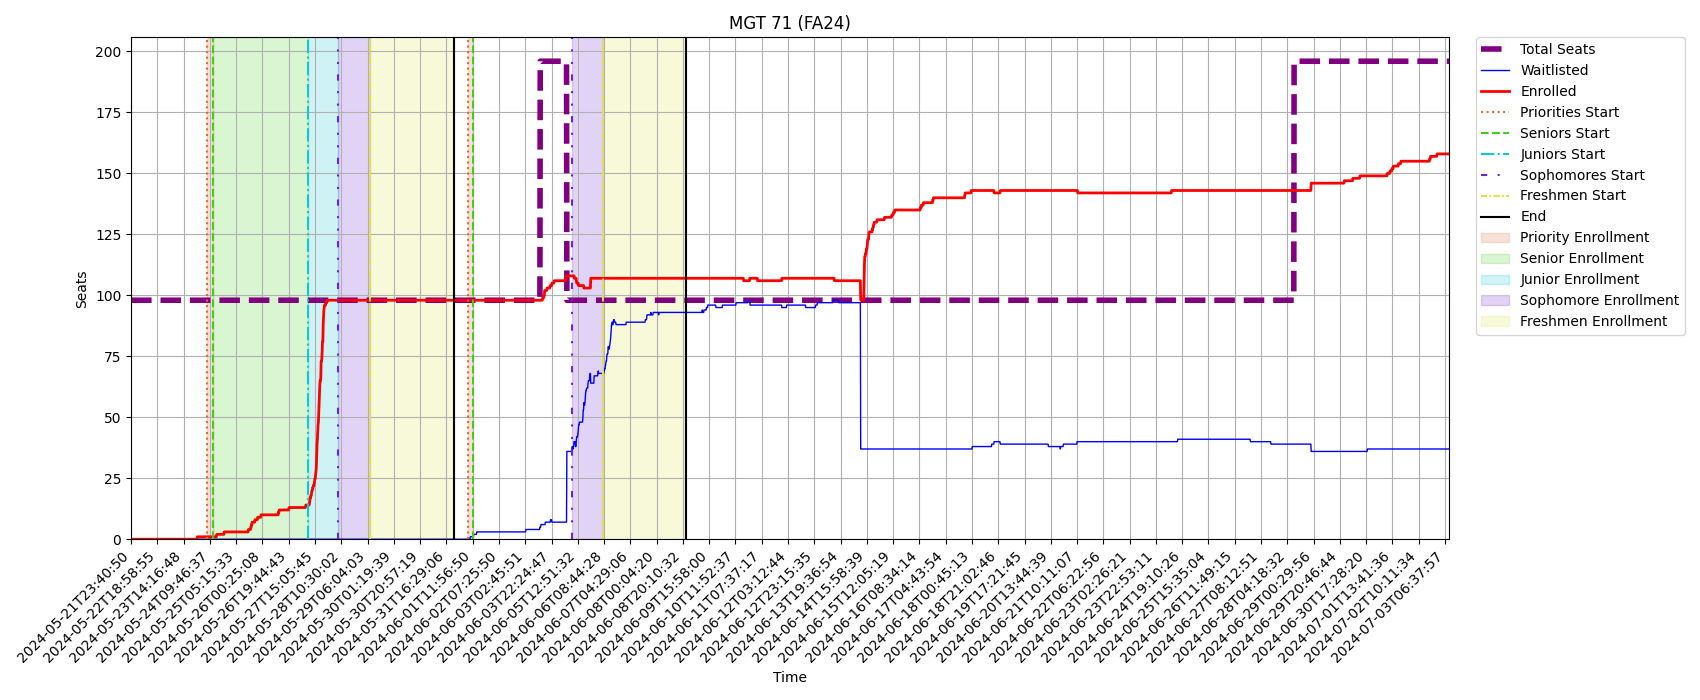 MGT 71 (FA24)
200
175
150
125
100
75
50
25
0
Seats
2024-05-21T23:40:50
2024-05-22T18:58:55
2024-05-23T14:16:48
2024-05-24T09:46:37
2024-05-25T05:15:33
2024-05-26T00:25:08
2024-05-26T19:44:43
2024-05-27T15:05:45
2024-05-28T10:30:02
2024-05-29T06:04:03
2024-05-30T01:19:39
2024-05-30T20:57:19
2024-05-31T16:29:06
2024-06-01T11:56:50
2024-06-02T07:25:50
2024-06-03T02:45:51
2024-06-03T22:24:47
2024-06-05T12:51:32
2024-06-06T08:44:28
2024-06-07T04:29:06
2024-06-08T00:04:20
2024-06-08T20:10:32
2024-06-09T15:58:00
2024-06-10T11:52:37
2024-06-11T07:37:17
2024-06-12T03:12:44
2024-06-12T23:15:35
2024-06-13T19:36:54
2024-06-14T15:58:39
2024-06-15T12:05:19
2024-06-16T08:34:14
2024-06-17T04:43:54
2024-06-18T00:45:13
2024-06-18T21:02:46
2024-06-19T17:21:45
2024-06-20T13:44:39
2024-06-21T10:11:07
2024-06-22T06:22:56
2024-06-23T02:26:21
2024-06-23T22:53:11
2024-06-24T19:10:26
2024-06-25T15:35:04
2024-06-26T11:49:15
2024-06-27T08:12:51
2024-06-28T04:18:32
2024-06-29T00:29:56
2024-06-29T20:46:44
2024-06-30T17:28:20
2024-07-01T13:41:36
2024-07-02T10:11:34
2024-07-03T06:37:57
Time
Total Seats
Waitlisted
Enrolled
Priorities Start
Seniors Start
Juniors Start
Sophomores Start
Freshmen Start
End
Priority Enrollment
Senior Enrollment
Junior Enrollment
Sophomore Enrollment
Freshmen Enrollment